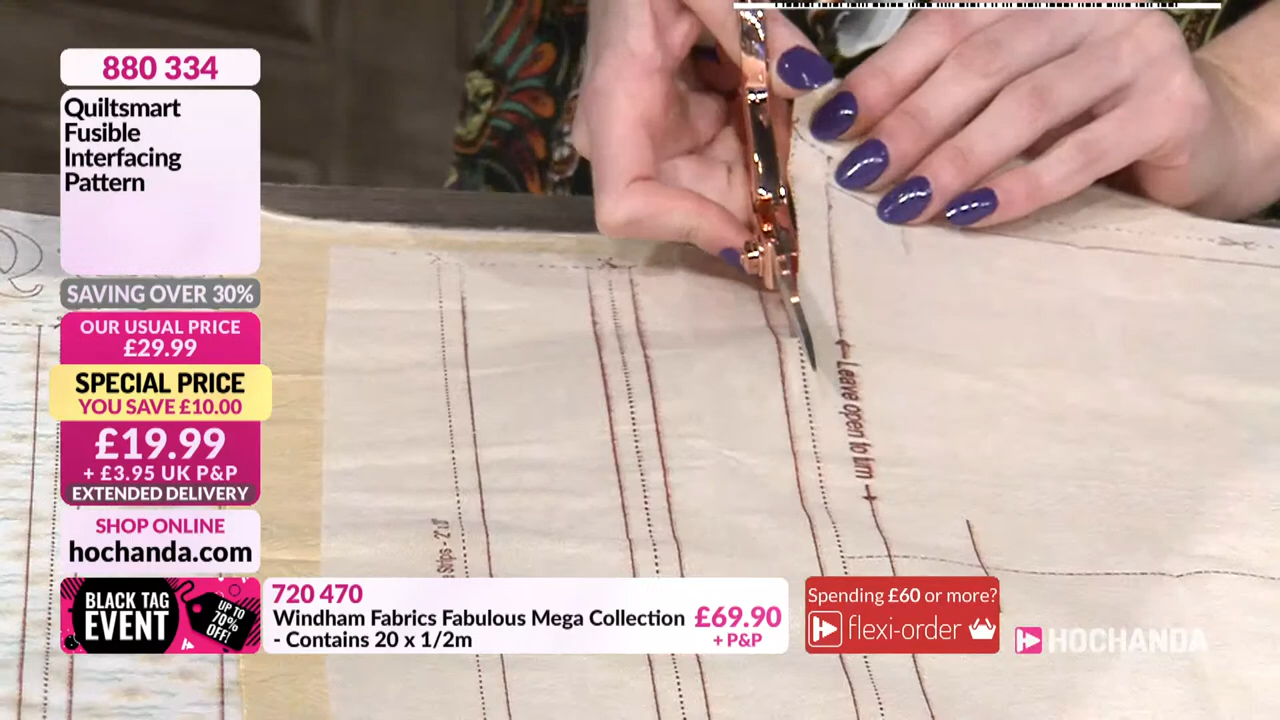 880 334
Quiltsmart
Fusible
Interfacing
Pattern
SAVING OVER 30%
OUR USUAL PRICE
£29.99
SPECIAL PRICE
YOU SAVE £10.00
£19.99
+ £3.95 UK P&P
EXTENDED DELIVERY
SHOP ONLINE
hochanda.com
BLACK TAG
EVENT
UP TO
70%
OFF!
720 470
Windham Fabrics Fabulous Mega Collection
- Contains 20 x 1/2m
£69.90
+ P&P
Spending £60 or more?
flexi-order
HOCHANDA
Leave open to turn
Strips - 2"